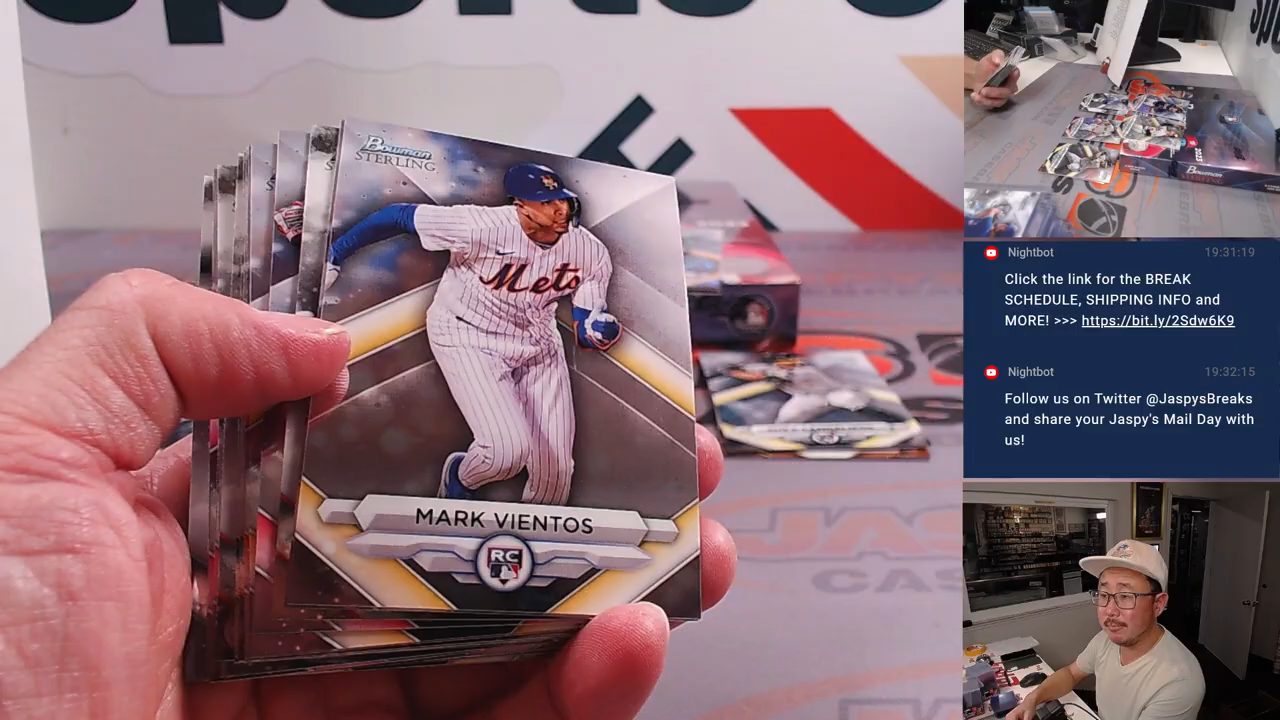 Bowman
STERLING
Mets
MARK VIENTOS
RC
Nightbot 19:31:19
Click the link for the BREAK
SCHEDULE, SHIPPING INFO and
MORE! >>> https://bit.ly/2Sdw6K9
Nightbot 19:32:15
Follow us on Twitter @JaspysBreaks
and share your Jaspy's Mail Day with
us!